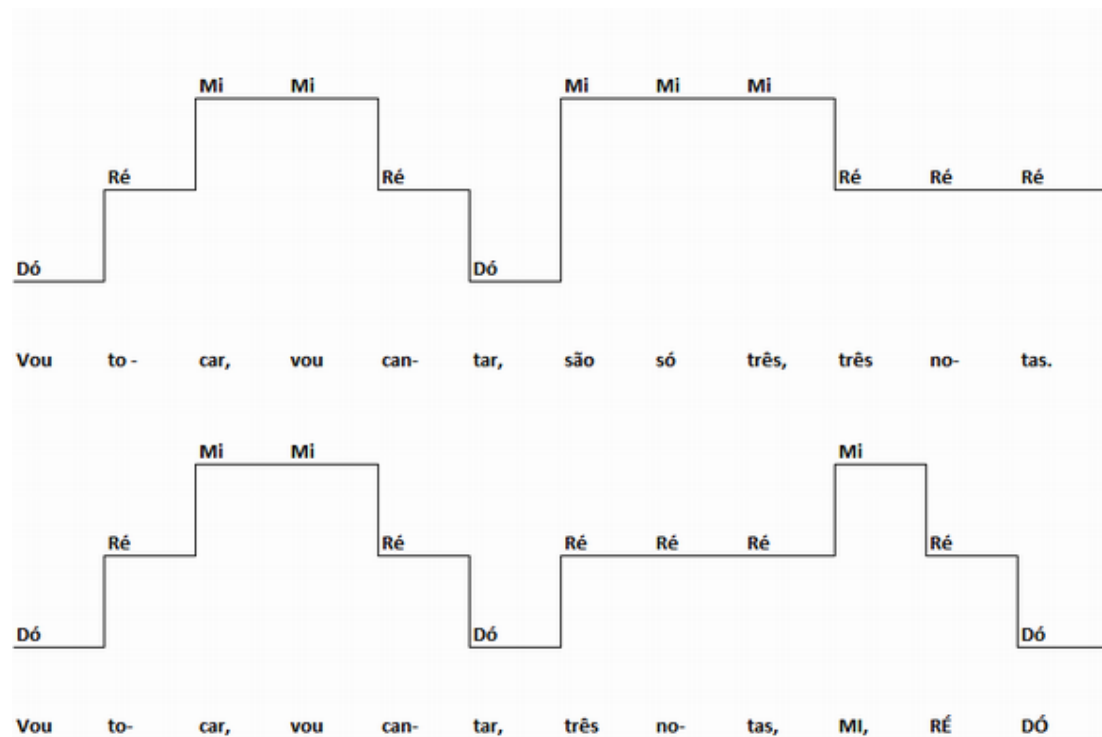 Mi Mi Mi Mi Mi
Ré Ré Ré Ré Ré
Dó Dó
Vou to - car, vou can- tar, são só três, três no- tas.
Mi Mi Mi
Ré Ré Ré Ré Ré Ré
Dó Dó Dó
Vou to- car, vou can- tar, três no- tas, MI, RÉ DÓ